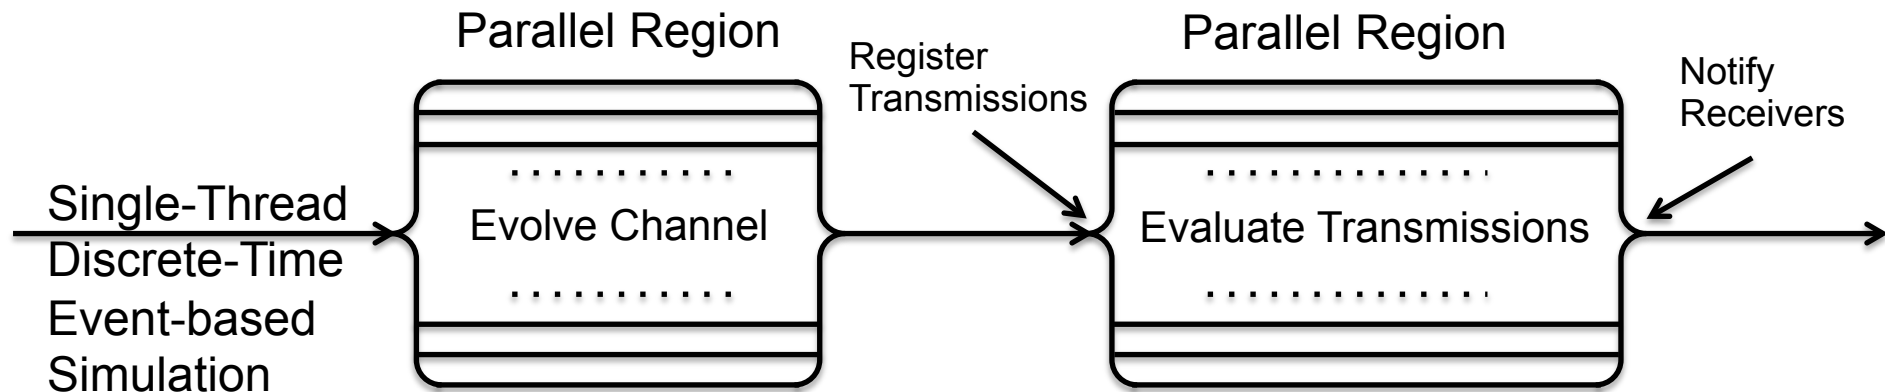 Parallel Region
Parallel Region
Register
Transmissions
Notify
Receivers
Single-Thread
Discrete-Time
Event-based
Simulation
Evolve Channel
Evaluate Transmissions